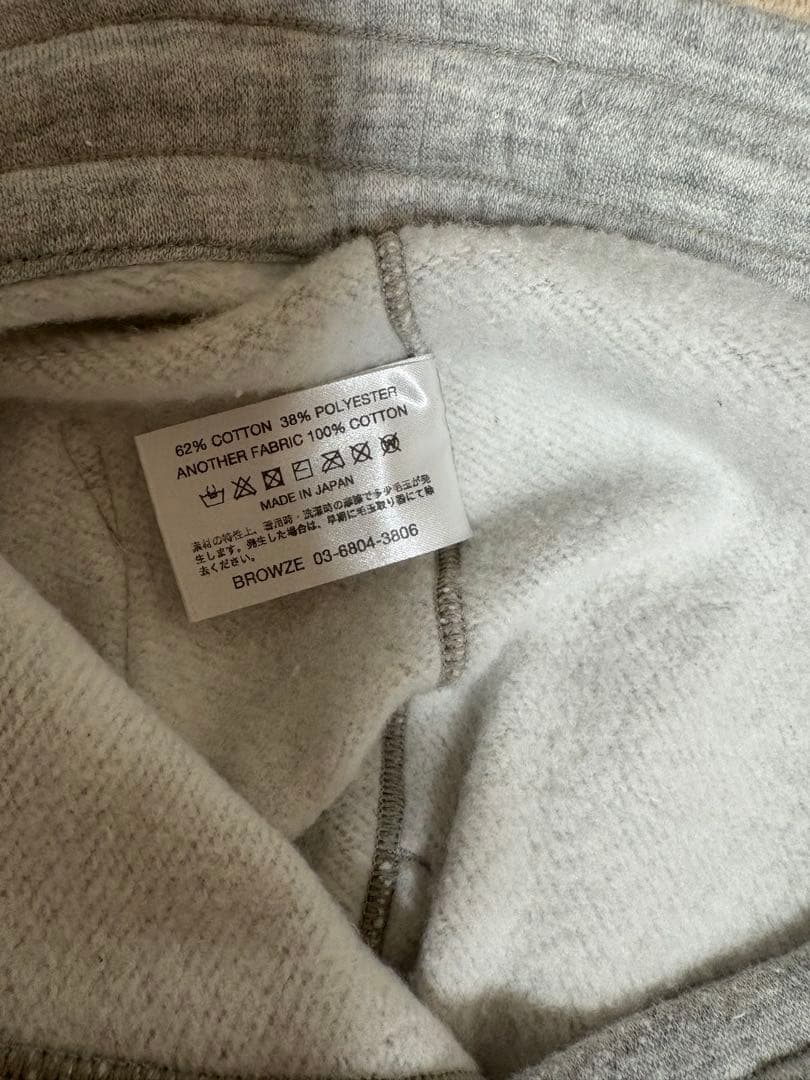 62% COTTON 38% POLYESTER
ANOTHER FABRIC 100% COTTON
MADE IN JAPAN
素材の特性上、着用時・洗濯時の摩擦で多少毛玉が発
生します。発生した場合は、早期に毛玉取り器にて除
去ください。
BROWZE 03-6804-3806